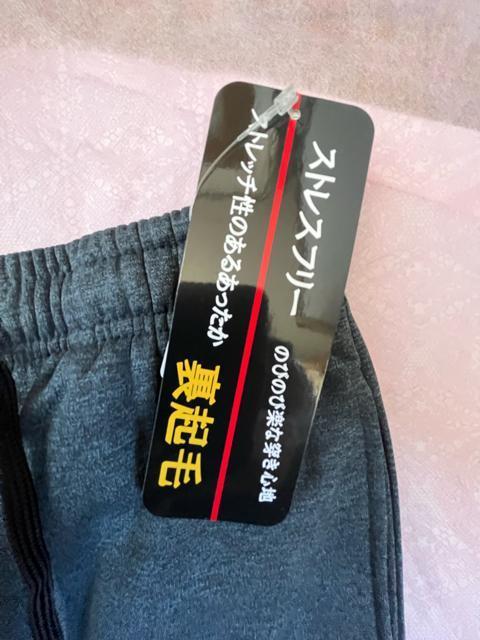 ストレスフリー
のびのび楽な穿き心地
ストレッチ性のあるあったか
裏起毛